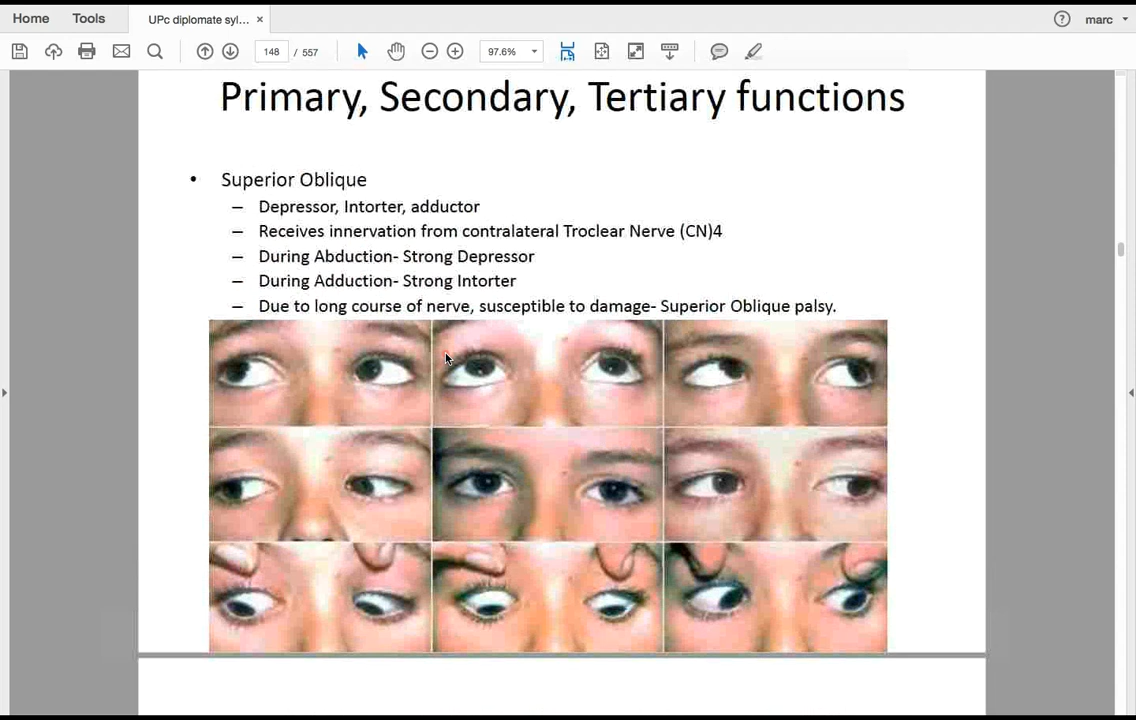 Home Tools UPc diplomate syl... × ? marc
148 / 557 97.6%
Primary, Secondary, Tertiary functions
• Superior Oblique
– Depressor, Intorter, adductor
– Receives innervation from contralateral Troclear Nerve (CN)4
– During Abduction- Strong Depressor
– During Adduction- Strong Intorter
– Due to long course of nerve, susceptible to damage- Superior Oblique palsy.